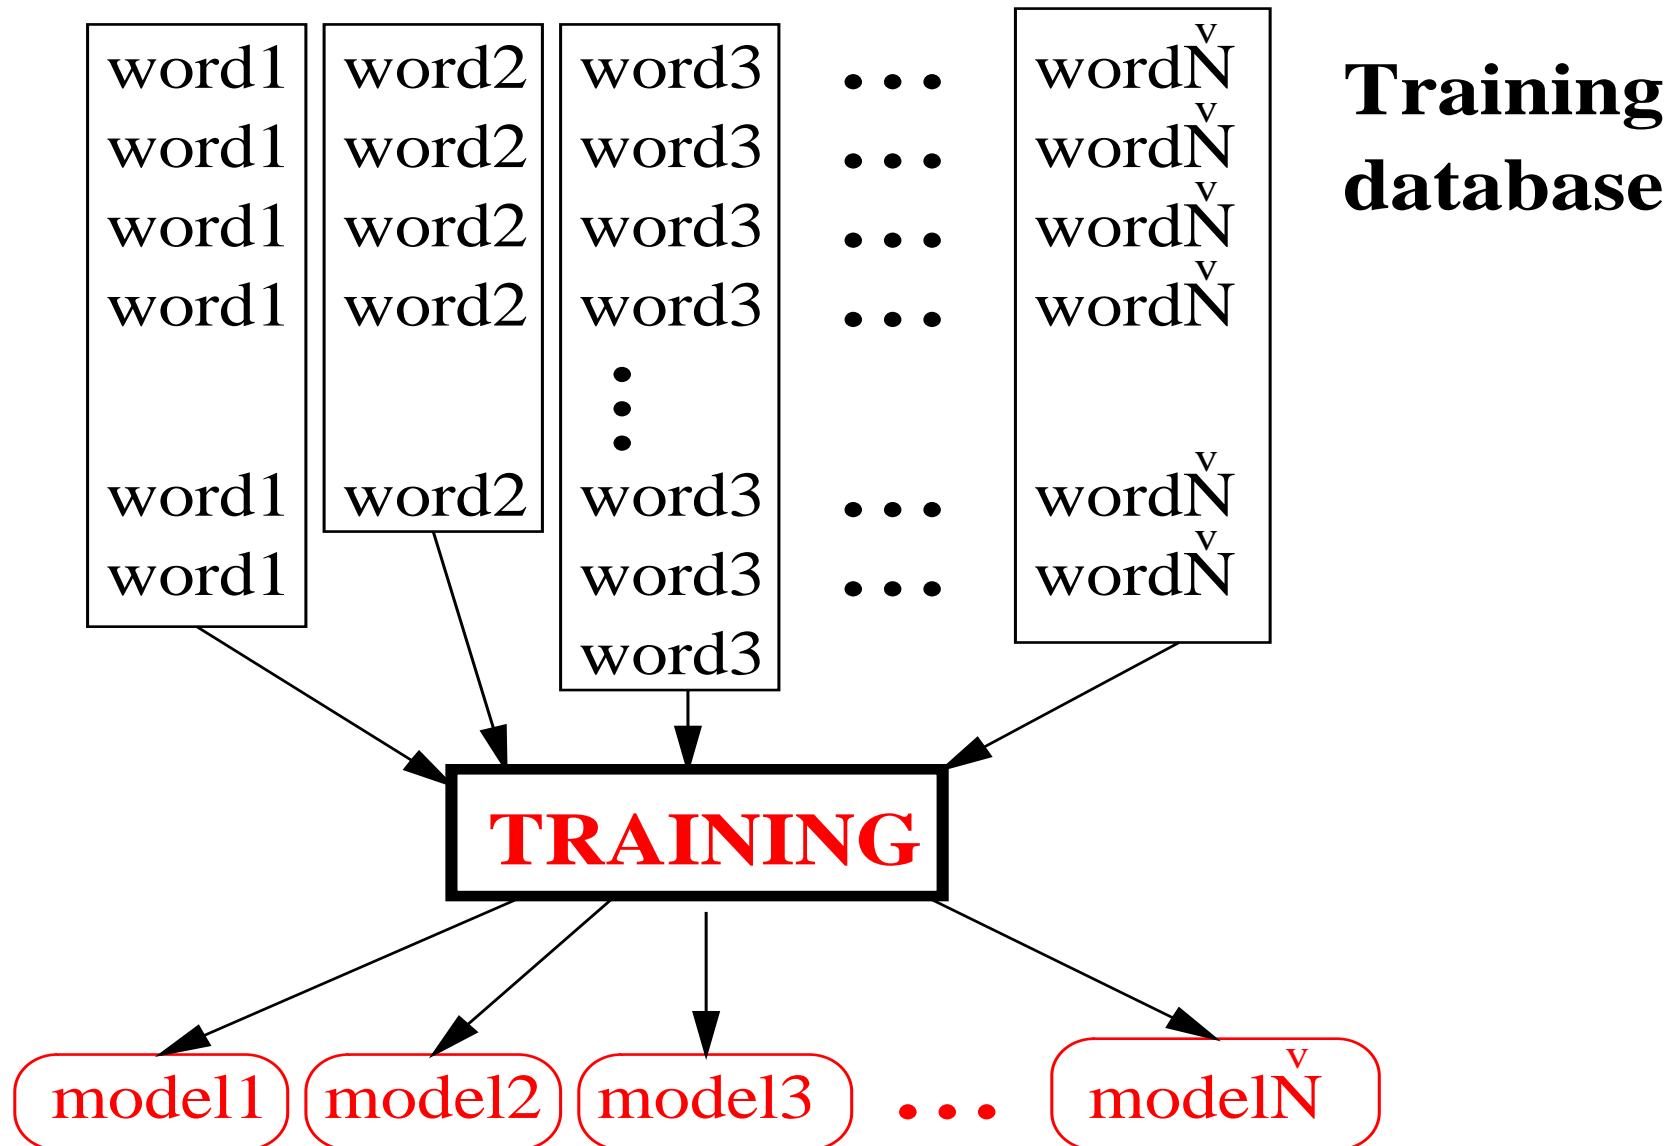 word1 word2 word3 ... wordŇ
word1 word2 word3 ... wordŇ
word1 word2 word3 ... wordŇ
word1 word2 word3 ... wordŇ
word1 word2 word3 ... wordŇ
word1 word3 ... wordŇ
word3
Training
database
TRAINING
model1 model2 model3 ... modelŇ